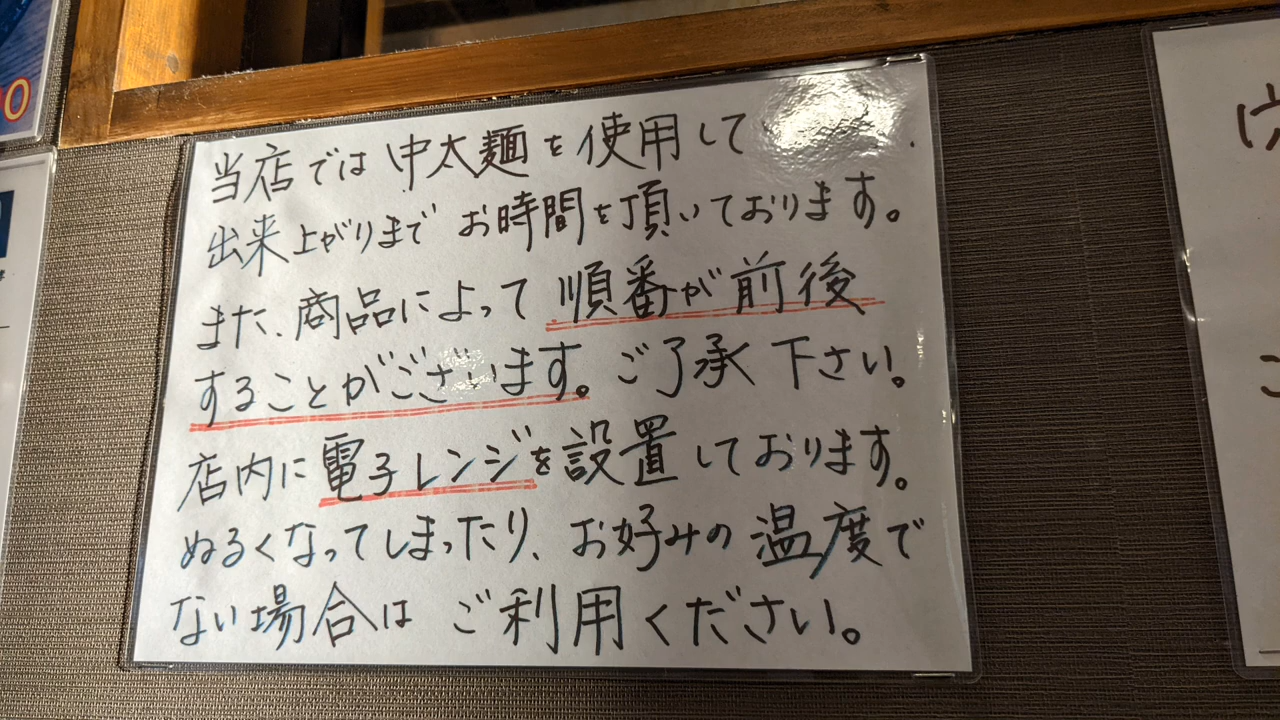 当店では中太麺を使用して
出来上がりまでお時間を頂いております。
また、商品によって順番が前後
することがございます。ご了承下さい。
店内に電子レンジを設置しております。
ぬるくなってしまったり、お好みの温度で
ない場合はご利用ください。